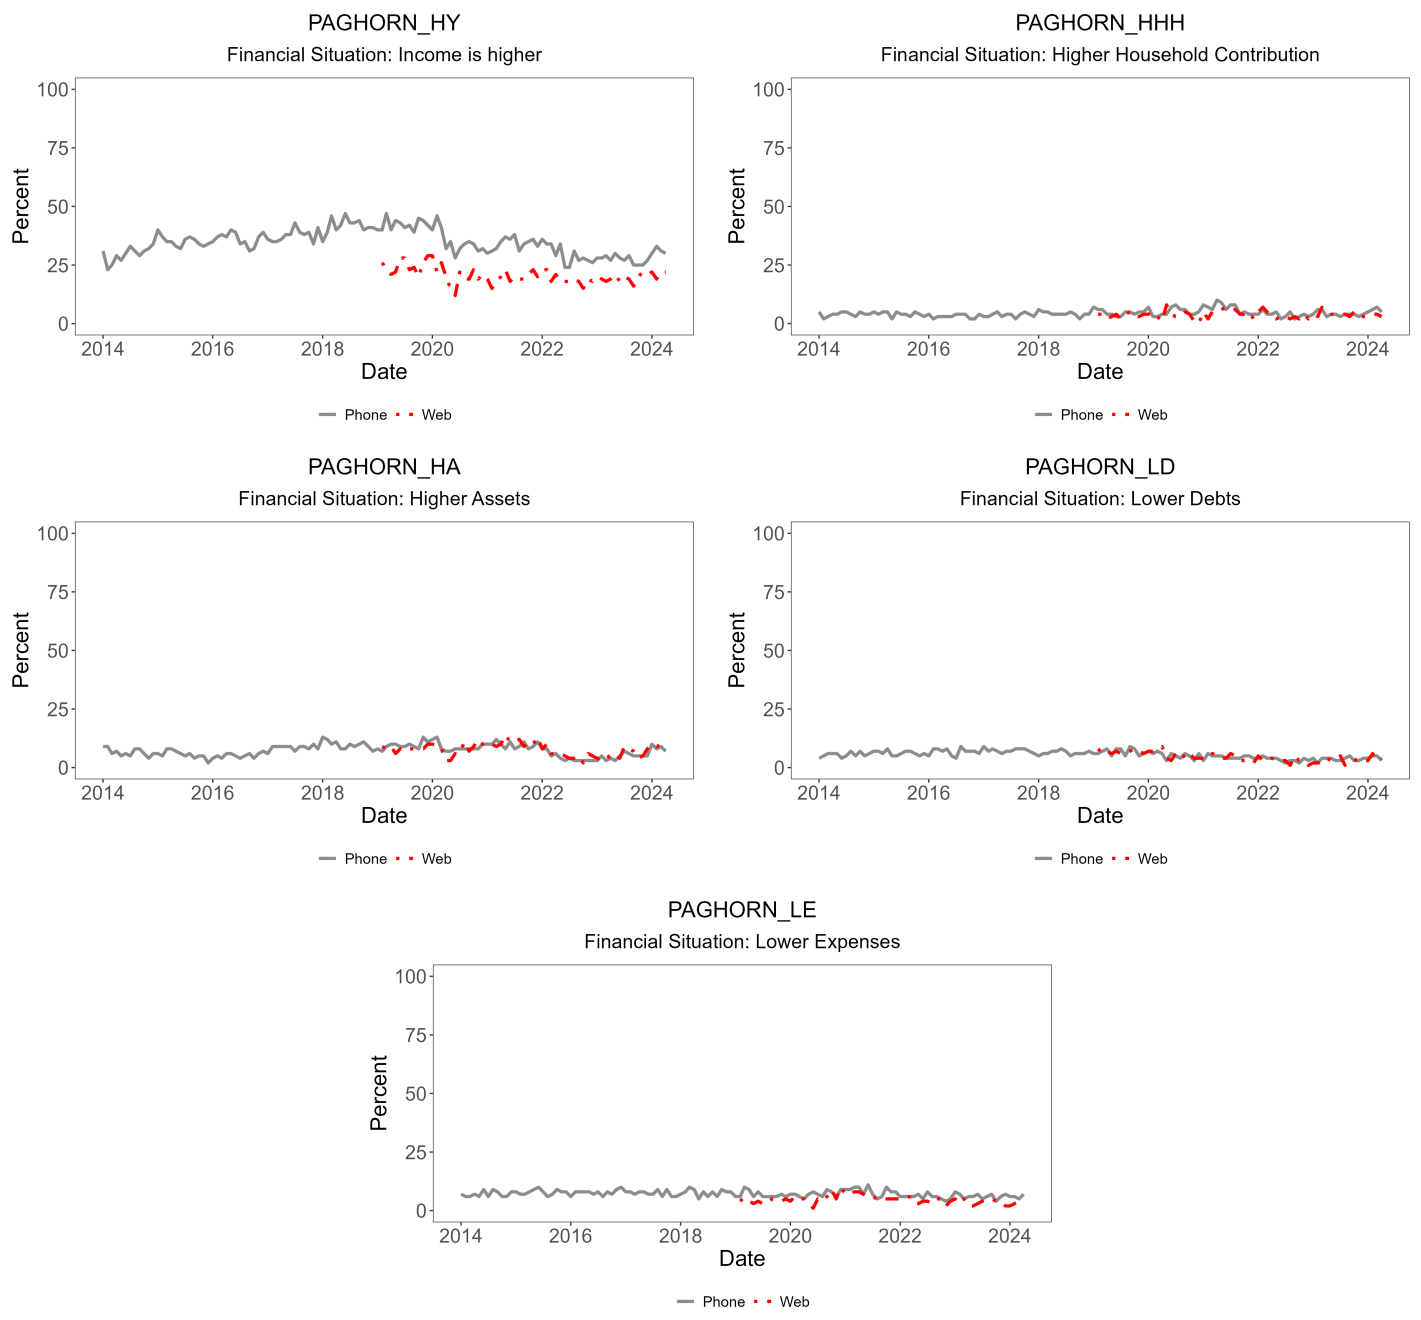 PAGHORN_HY
Financial Situation: Income is higher
100
75
50
25
0
Percent
2014 2016 2018 2020 2022 2024
Date
Phone Web
PAGHORN_HHH
Financial Situation: Higher Household Contribution
100
75
50
25
0
Percent
2014 2016 2018 2020 2022 2024
Date
Phone Web
PAGHORN_HA
Financial Situation: Higher Assets
100
75
50
25
0
Percent
2014 2016 2018 2020 2022 2024
Date
Phone Web
PAGHORN_LD
Financial Situation: Lower Debts
100
75
50
25
0
Percent
2014 2016 2018 2020 2022 2024
Date
Phone Web
PAGHORN_LE
Financial Situation: Lower Expenses
100
75
50
25
0
Percent
2014 2016 2018 2020 2022 2024
Date
Phone Web